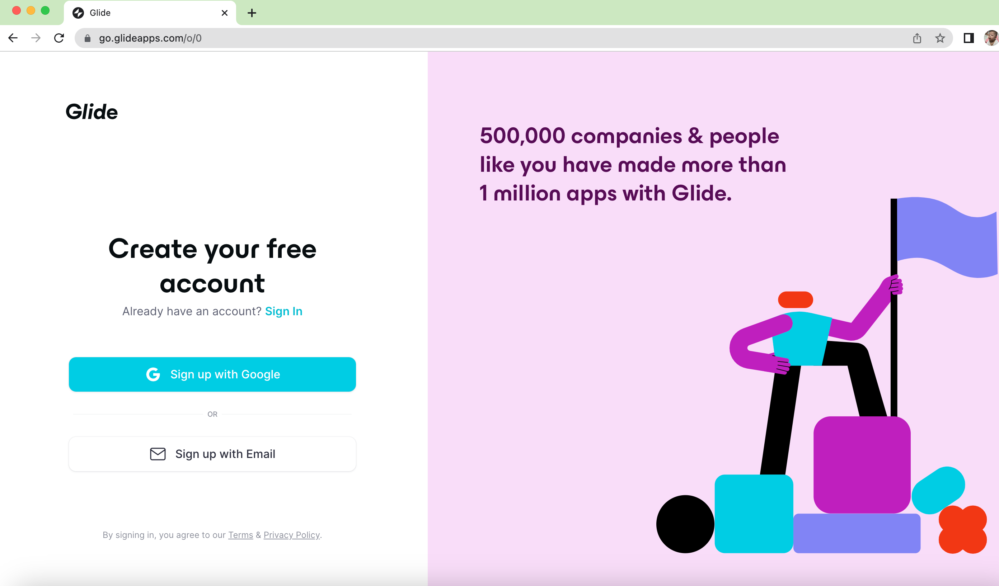 Glide
go.glideapps.com/o/0
Glide
Create your free
account
Already have an account? Sign In
Sign up with Google
OR
Sign up with Email
By signing in, you agree to our Terms & Privacy Policy.
500,000 companies & people
like you have made more than
1 million apps with Glide.